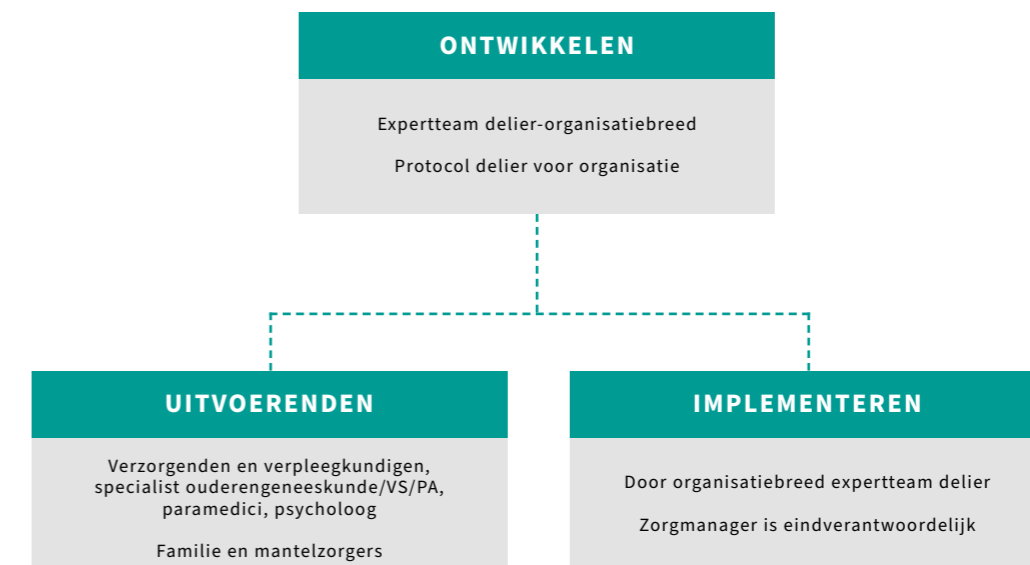 ONTWIKKELEN
Expertteam delier-organisatiebreed
Protocol delier voor organisatie
UITVOERENDEN
Verzorgenden en verpleegkundigen,
specialist ouderengeneeskunde/VS/PA,
paramedici, psycholoog
Familie en mantelzorgers
IMPLEMENTEREN
Door organisatiebreed expertteam delier
Zorgmanager is eindverantwoordelijk